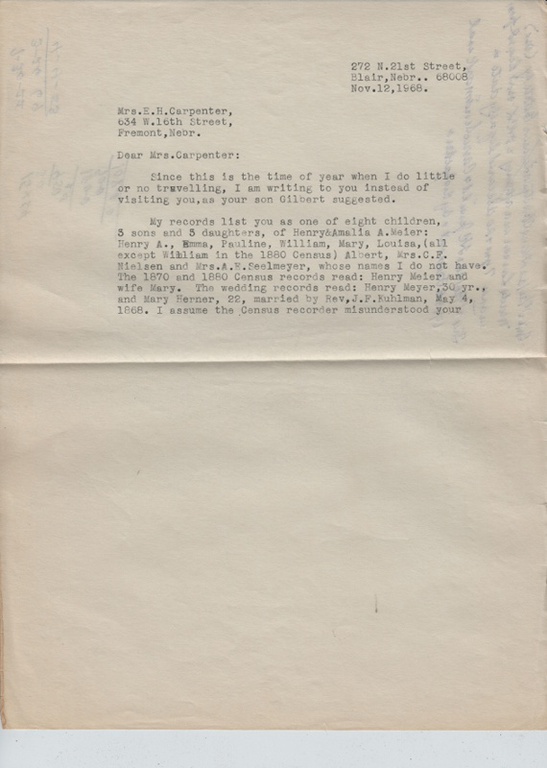 272 N.21st Street,
Blair,Nebr.. 68008
Nov.12,1968.
Mrs.E.H.Carpenter,
634 W.16th Street,
Fremont,Nebr.
Dear Mrs.Carpenter:
Since this is the time of year when I do little
or no travelling, I am writing to you instead of
visiting you,as your son Gilbert suggested.
My records list you as one of eight children,
3 sons and 3 daughters, of Henry&Amalia A.Meier:
Henry A., Emma, Pauline, William, Mary, Louisa,(all
except William in the 1880 Census) Albert, Mrs.C.F.
Nielsen and Mrs.A.E.Seelmeyer, whose names I do not have.
The 1870 and 1880 Census records read: Henry Meier and
wife Mary. The wedding records read: Henry Meyer,30 yr.,
and Mary Herner, 22, married by Rev,J.F.Kuhlman, May 4,
1868. I assume the Census recorder misunderstood your